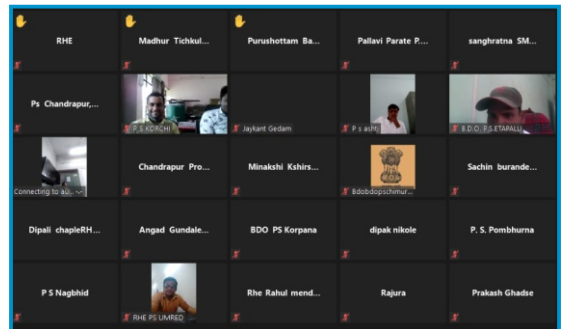 RHE
Madhur Tichkul...
Purushottam Ba...
Pallavi Parate P....
sanghratna SM...
Ps Chandrapur,...
P.S KORCHI
Jaykant Gedam
P s ashti
B.D.O. P.S.ETAPALLI
Connecting to au...
Chandrapur Pro...
Minakshi Kshirs...
Bdobdopschimur...
Sachin burande...
Dipali chapleRH...
Angad Gundale...
BDO PS Korpana
dipak nikole
P. S. Pombhurna
P S Nagbhid
RHE PS UMRED
Rhe Rahul mend...
Rajura
Prakash Ghadse